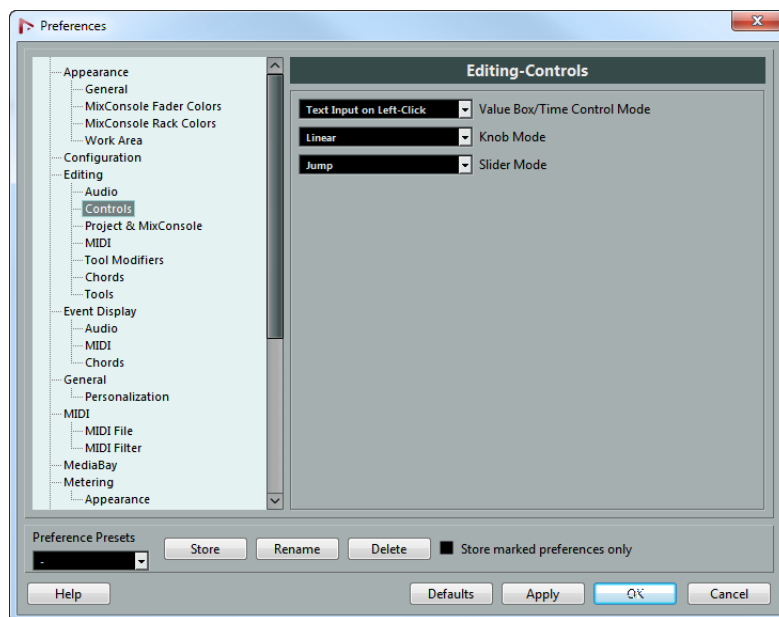 Preferences
Appearance
General
MixConsole Fader Colors
MixConsole Rack Colors
Work Area
Configuration
Editing
Audio
Controls
Project & MixConsole
MIDI
Tool Modifiers
Chords
Tools
Event Display
Audio
MIDI
Chords
General
Personalization
MIDI
MIDI File
MIDI Filter
MediaBay
Metering
Appearance
Editing-Controls
Text Input on Left-Click Value Box/Time Control Mode
Linear Knob Mode
Jump Slider Mode
Preference Presets
-
Store Rename Delete Store marked preferences only
Help Defaults Apply OK Cancel